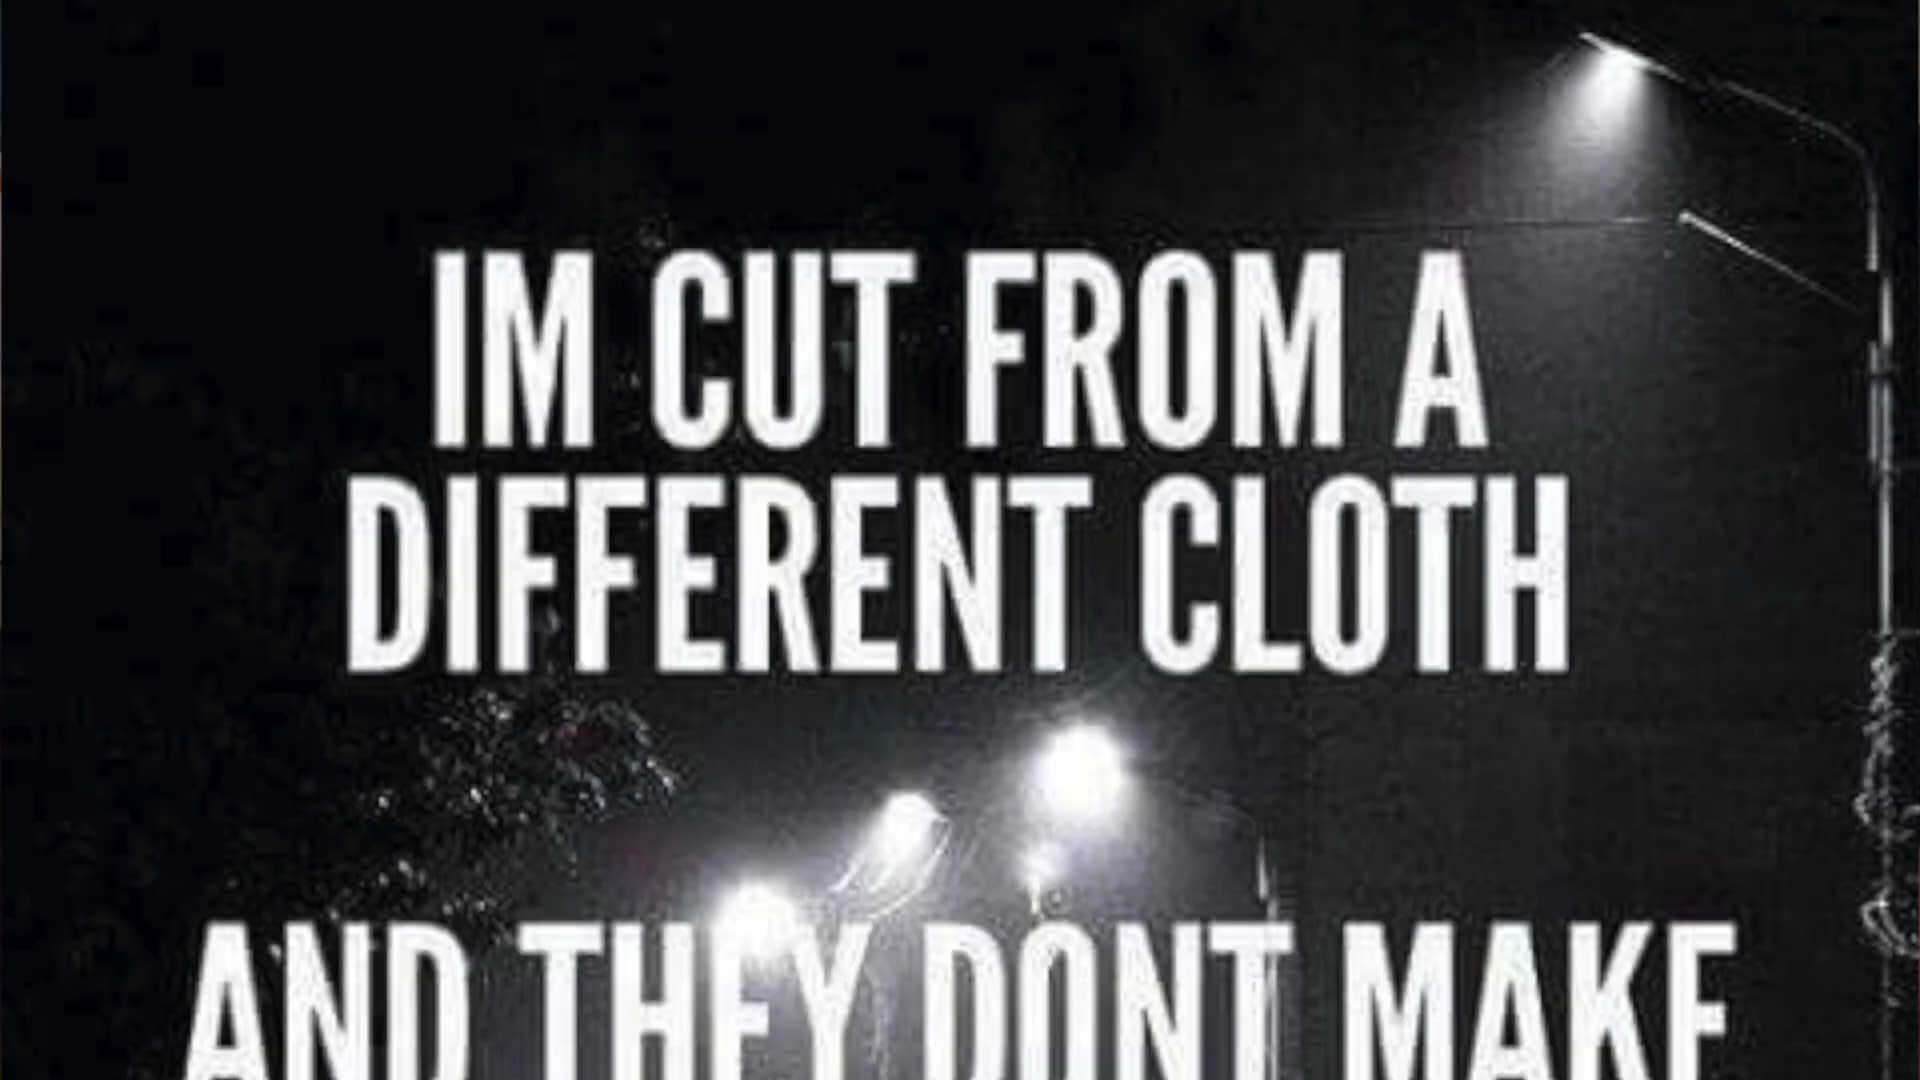 IM CUT FROM A
DIFFERENT CLOTH
AND THEY DONT MAKE